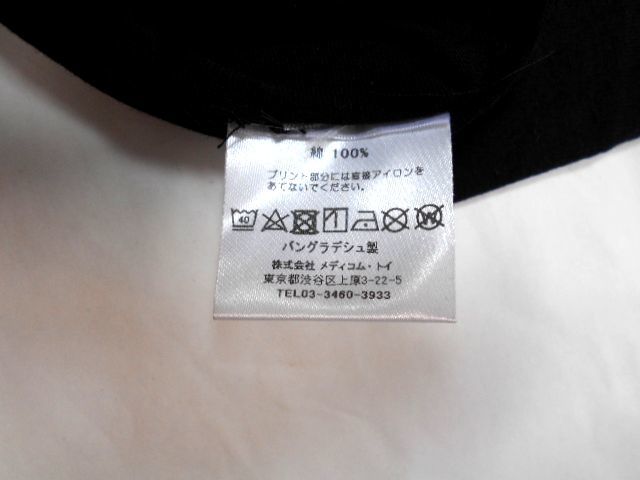 綿 100%
プリント部分には直接アイロンを
あてないでください。
40
バングラデシュ製
株式会社 メディコム・トイ
東京都渋谷区上原3-22-5
TEL03-3460-3933